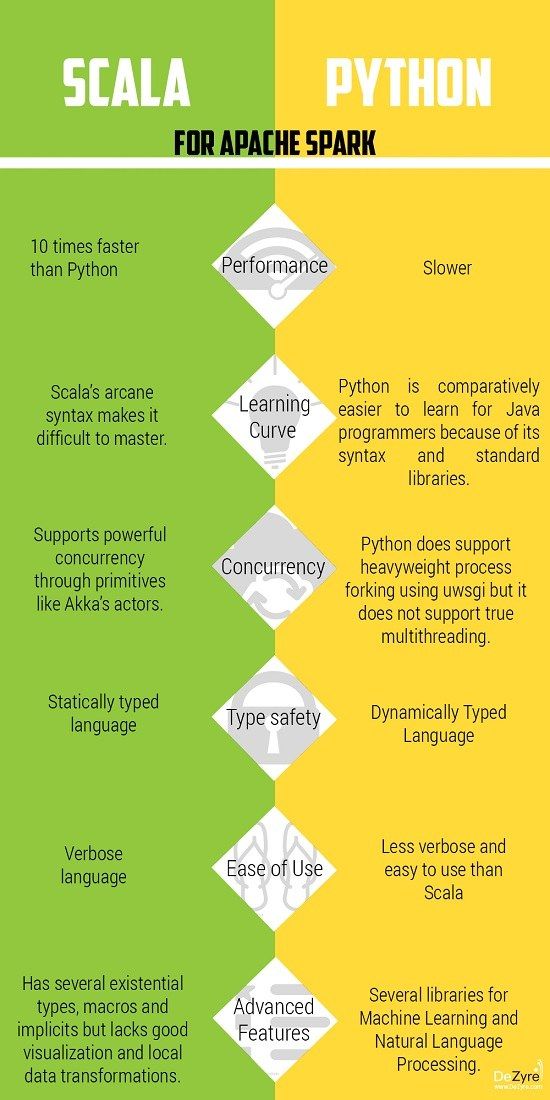 SCALA
PYTHON
FOR APACHE SPARK
10 times faster
than Python
Performance
Slower
Scala's arcane
syntax makes it
difficult to master.
Learning
Curve
Python is comparatively
easier to learn for Java
programmers because of its
syntax and standard
libraries.
Supports powerful
concurrency
through primitives
like Akka's actors.
Concurrency
Python does support
heavyweight process
forking using uwsgi but it
does not support true
multithreading.
Statically typed
language
Type safety
Dynamically Typed
Language
Verbose
language
Ease of Use
Less verbose and
easy to use than
Scala
Has several existential
types, macros and
implicits but lacks good
visualization and local
data transformations.
Advanced
Features
Several libraries for
Machine Learning and
Natural Language
Processing.
DeZyre
www.DeZyre.com